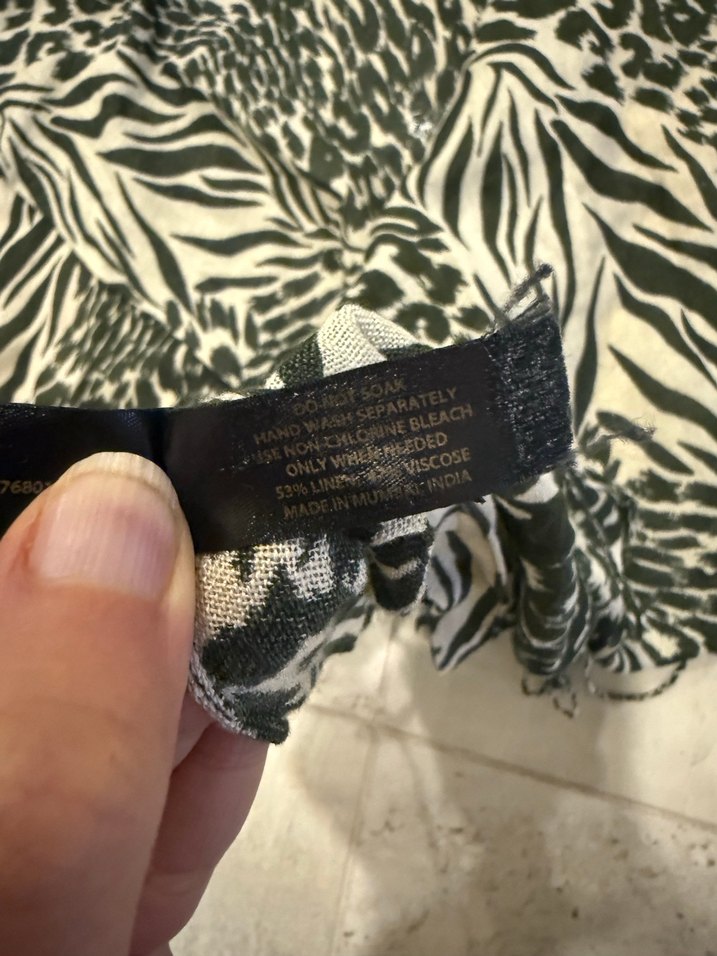 DO NOT SOAK
HAND WASH SEPARATELY
USE NON-CHLORINE BLEACH
ONLY WHEN NEEDED
53% LINEN VISCOSE
MADE IN MUMBAI, INDIA